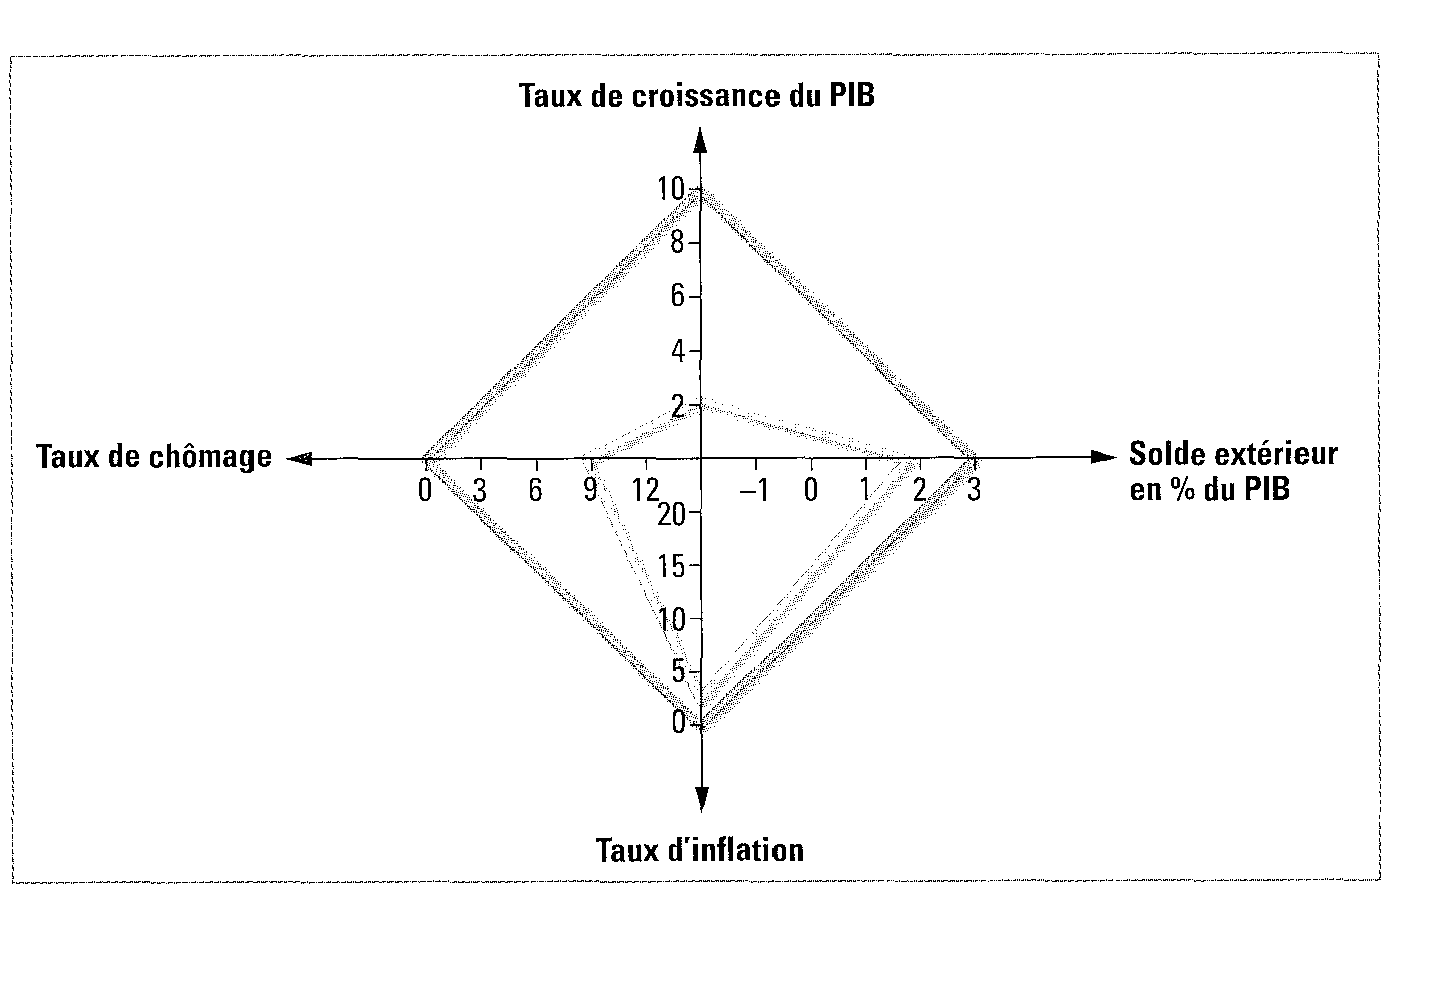 Taux de croissance du PIB
10
8
6
4
2
Taux de chômage
Solde extérieur
en % du PIB
0 3 6 9 12 –1 0 1 2 3
20
15
10
5
0
Taux d'inflation